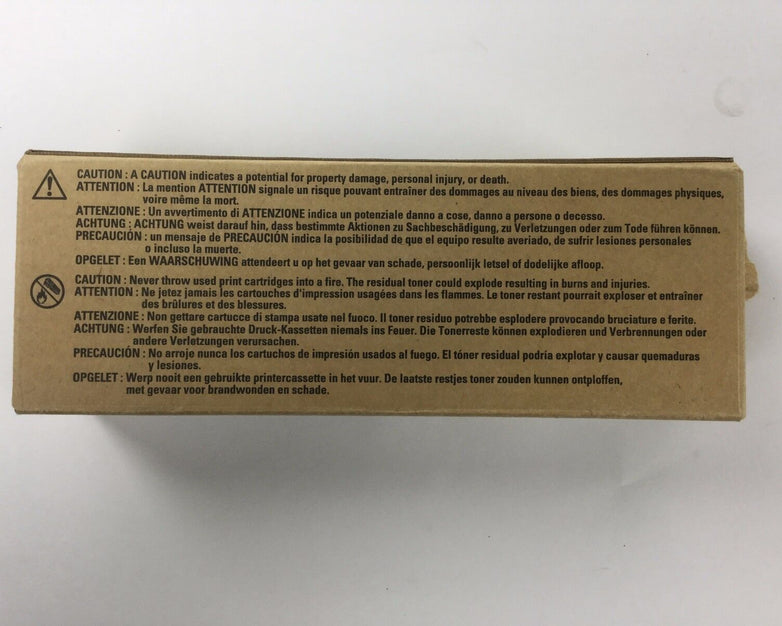 CAUTION : A CAUTION indicates a potential for property damage, personal injury, or death.
ATTENTION : La mention ATTENTION signale un risque pouvant entraîner des dommages au niveau des biens, des dommages physiques,
voire même la mort.
ATTENZIONE : Un avvertimento di ATTENZIONE indica un potenziale danno a cose, danno a persone o decesso.
ACHTUNG : ACHTUNG weist darauf hin, dass bestimmte Aktionen zu Sachbeschädigung, zu Verletzungen oder zum Tode führen können.
PRECAUCIÓN : un mensaje de PRECAUCIÓN indica la posibilidad de que el equipo resulte averiado, de sufrir lesiones personales
o incluso la muerte.
OPGELET : Een WAARSCHUWING attendeert u op het gevaar van schade, persoonlijk letsel of dodelijke afloop.
CAUTION : Never throw used print cartridges into a fire. The residual toner could explode resulting in burns and injuries.
ATTENTION : Ne jetez jamais les cartouches d'impression usagées dans les flammes. Le toner restant pourrait exploser et entraîner
des brûlures et des blessures.
ATTENZIONE : Non gettare cartucce di stampa usate nel fuoco. Il toner residuo potrebbe esplodere provocando bruciature e ferite.
ACHTUNG : Werfen Sie gebrauchte Druck-Kassetten niemals ins Feuer. Die Tonerreste können explodieren und Verbrennungen oder
andere Verletzungen verursachen.
PRECAUCIÓN : No arroje nunca los cartuchos de impresión usados al fuego. El tóner residual podría explotar y causar quemaduras
y lesiones.
OPGELET : Werp nooit een gebruikte printercassette in het vuur. De laatste restjes toner zouden kunnen ontploffen,
met gevaar voor brandwonden en schade.